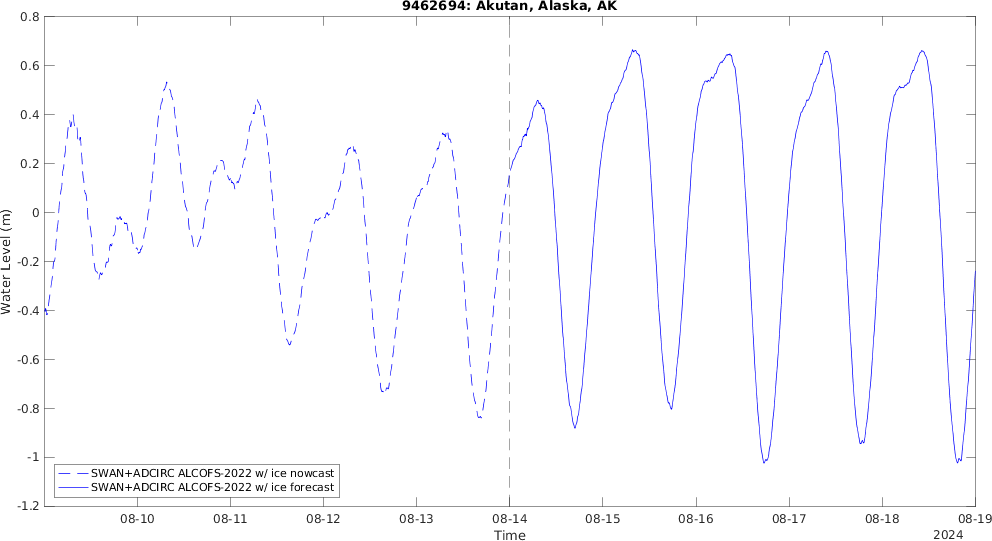 9462694: Akutan, Alaska, AK
0.8
0.6
0.4
0.2
0
-0.2
-0.4
-0.6
-0.8
-1
-1.2
Water Level (m)
SWAN+ADCIRC ALCOFS-2022 w/ ice nowcast
SWAN+ADCIRC ALCOFS-2022 w/ ice forecast
08-10 08-11 08-12 08-13 08-14 08-15 08-16 08-17 08-18 08-19
Time
2024